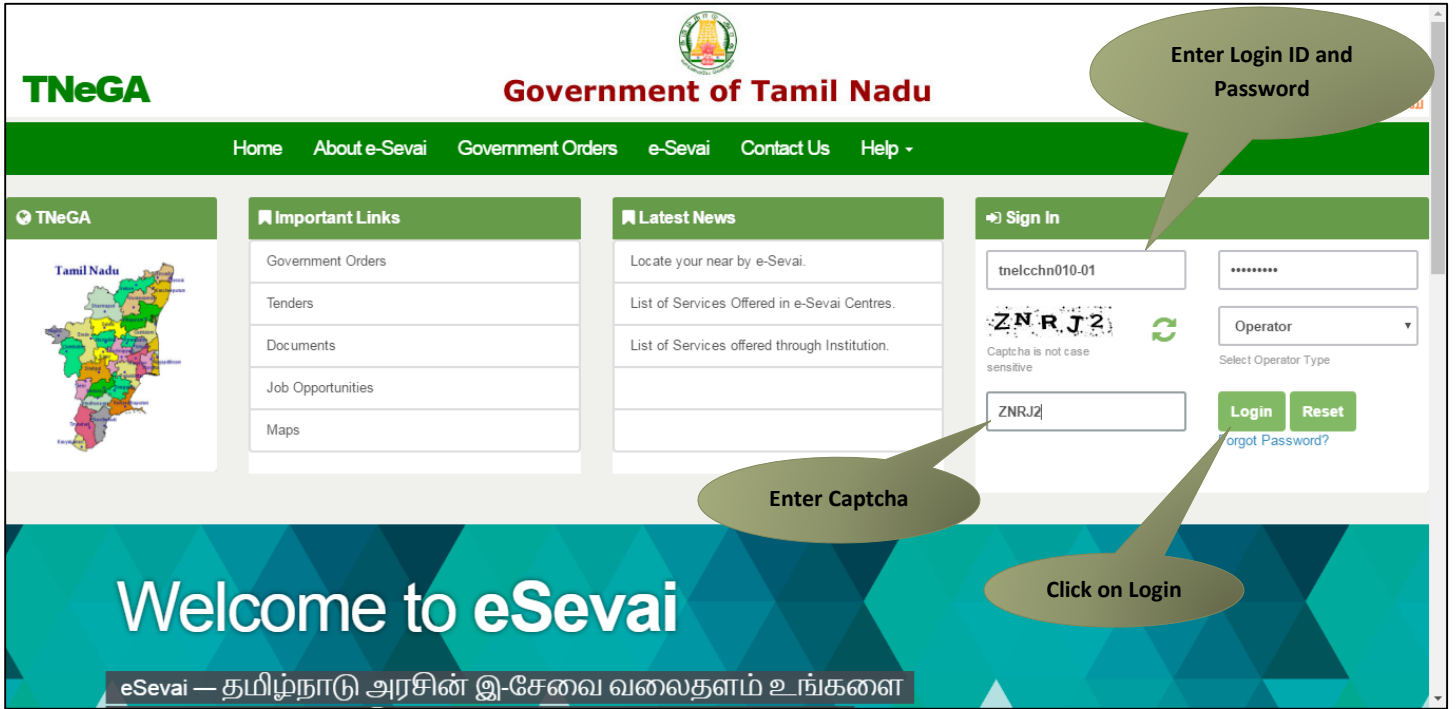 TNeGA
Government of Tamil Nadu
Enter Login ID and
Password
Home About e-Sevai Government Orders e-Sevai Contact Us Help
TNeGA
Tamil Nadu
Important Links
Government Orders
Tenders
Documents
Job Opportunities
Maps
Latest News
Locate your near by e-Sevai.
List of Services Offered in e-Sevai Centres.
List of Services offered through Institution.
Sign In
tnelcchn010-01
•••••••••
ZNRJ2
Captcha is not case
sensitive
Operator
Select Operator Type
ZNRJ2
Login Reset
Forgot Password?
Enter Captcha
Click on Login
Welcome to eSevai
eSevai — தமிழ்நாடு அரசின் இ-சேவை வலைதளம் உங்களை